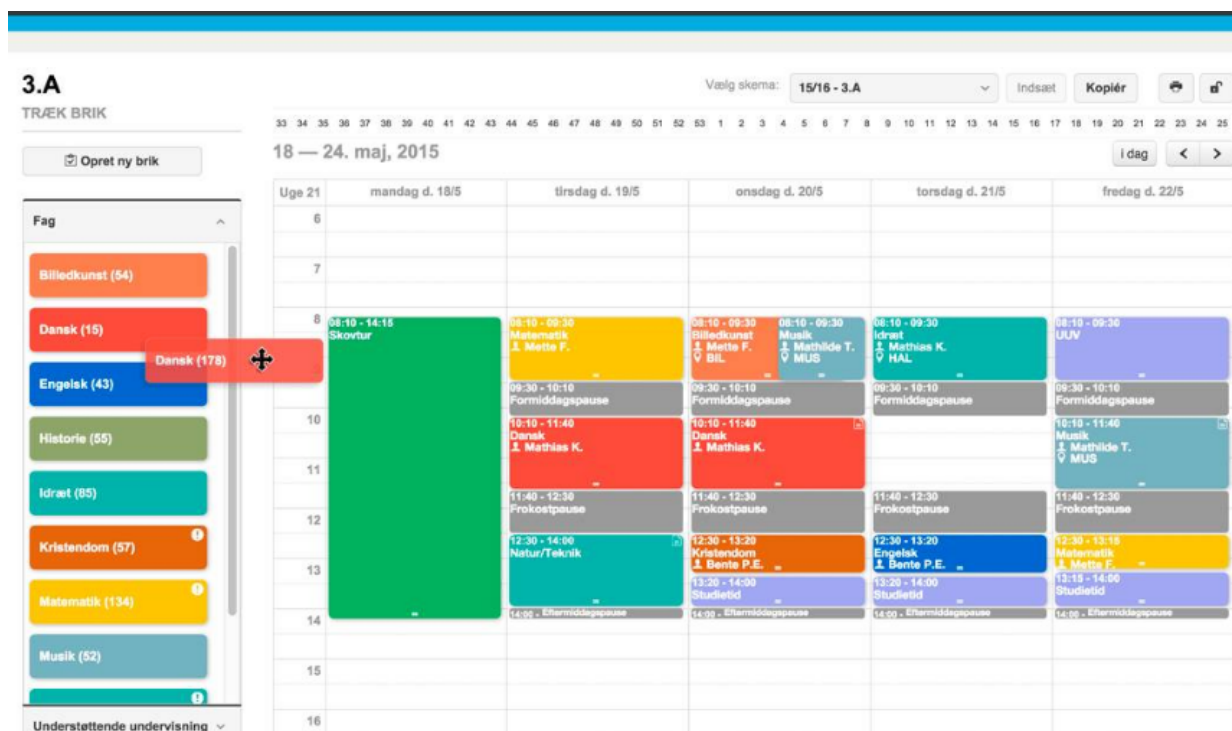 3.A
TRÆK BRIK
Opret ny brik
Vælg skema:
15/16 - 3.A
Indsæt
Kopiér
33 34 35 36 37 38 39 40 41 42 43 44 45 46 47 48 49 50 51 52 53 1 2 3 4 5 6 7 8 9 10 11 12 13 14 15 16 17 18 19 20 21 22 23 24 25
18 — 24. maj, 2015
i dag
Fag
Billedkunst (54)
Dansk (15)
Dansk (178)
Engelsk (43)
Historie (55)
Idræt (85)
Kristendom (57)
Matematik (134)
Musik (52)
Understøttende undervisning
Uge 21
mandag d. 18/5
tirsdag d. 19/5
onsdag d. 20/5
torsdag d. 21/5
fredag d. 22/5
6
7
8
10
11
12
13
14
15
16
08:10 - 14:15
Skovtur
08:10 - 09:30
Matematik
Mette F.
09:30 - 10:10
Formiddagspause
10:10 - 11:40
Dansk
Mathias K.
11:40 - 12:30
Frokostpause
12:30 - 14:00
Natur/Teknik
14:00 - Eftermiddagspause
08:10 - 09:30
Billedkunst
Mette F.
BIL
08:10 - 09:30
Musik
Mathilde T.
MUS
09:30 - 10:10
Formiddagspause
10:10 - 11:40
Dansk
Mathias K.
11:40 - 12:30
Frokostpause
12:30 - 13:20
Kristendom
Bente P.E.
13:20 - 14:00
Studietid
14:00 - Eftermiddagspause
08:10 - 09:30
Idræt
Mathias K.
HAL
09:30 - 10:10
Formiddagspause
11:40 - 12:30
Frokostpause
12:30 - 13:20
Engelsk
Bente P.E.
13:20 - 14:00
Studietid
14:00 - Eftermiddagspause
08:10 - 09:30
UUV
09:30 - 10:10
Formiddagspause
10:10 - 11:40
Musik
Mathilde T.
MUS
11:40 - 12:30
Frokostpause
12:30 - 13:15
Matematik
Mette F.
13:15 - 14:00
Studietid
14:00 - Eftermiddagspause